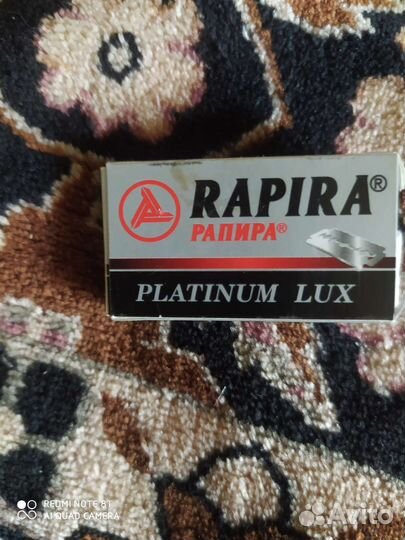 RAPIRA®
РАПИРА®
PLATINUM LUX
REDMI NOTE 8T
AI QUAD CAMERA
Avito